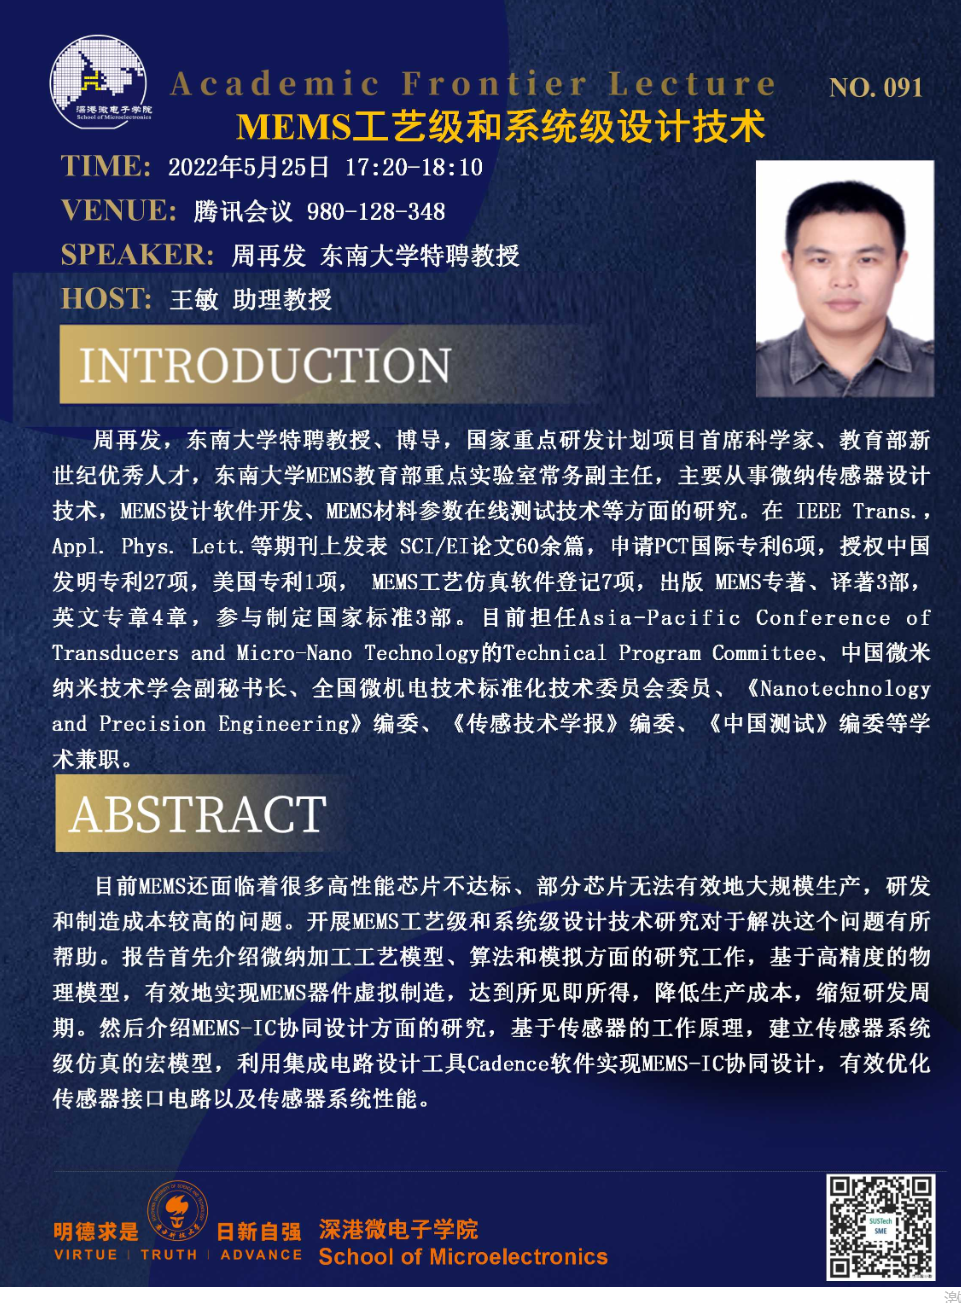 深港微电子学院
School of Microelectronics
Academic Frontier Lecture
NO. 091
MEMS工艺级和系统级设计技术
TIME: 2022年5月25日 17:20-18:10
VENUE: 腾讯会议 980-128-348
SPEAKER: 周再发 东南大学特聘教授
HOST: 王敏 助理教授
INTRODUCTION
周再发，东南大学特聘教授、博导，国家重点研发计划项目首席科学家、教育部新
世纪优秀人才，东南大学MEMS教育部重点实验室常务副主任，主要从事微纳传感器设计
技术，MEMS设计软件开发、MEMS材料参数在线测试技术等方面的研究。在 IEEE Trans.，
Appl. Phys. Lett.等期刊上发表 SCI/EI论文60余篇，申请PCT国际专利6项，授权中国
发明专利27项，美国专利1项， MEMS工艺仿真软件登记7项，出版 MEMS专著、译著3部，
英文专章4章，参与制定国家标准3部。目前担任Asia-Pacific Conference of
Transducers and Micro-Nano Technology的Technical Program Committee、中国微米
纳米技术学会副秘书长、全国微机电技术标准化技术委员会委员、《Nanotechnology
and Precision Engineering》编委、《传感技术学报》编委、《中国测试》编委等学
术兼职。
ABSTRACT
目前MEMS还面临着很多高性能芯片不达标、部分芯片无法有效地大规模生产，研发
和制造成本较高的问题。开展MEMS工艺级和系统级设计技术研究对于解决这个问题有所
帮助。报告首先介绍微纳加工工艺模型、算法和模拟方面的研究工作，基于高精度的物
理模型，有效地实现MEMS器件虚拟制造，达到所见即所得，降低生产成本，缩短研发周
期。然后介绍MEMS-IC协同设计方面的研究，基于传感器的工作原理，建立传感器系统
级仿真的宏模型，利用集成电路设计工具Cadence软件实现MEMS-IC协同设计，有效优化
传感器接口电路以及传感器系统性能。
明德求是 日新自强
VIRTUE | TRUTH | ADVANCE
深港微电子学院
School of Microelectronics
SUSTech
SME